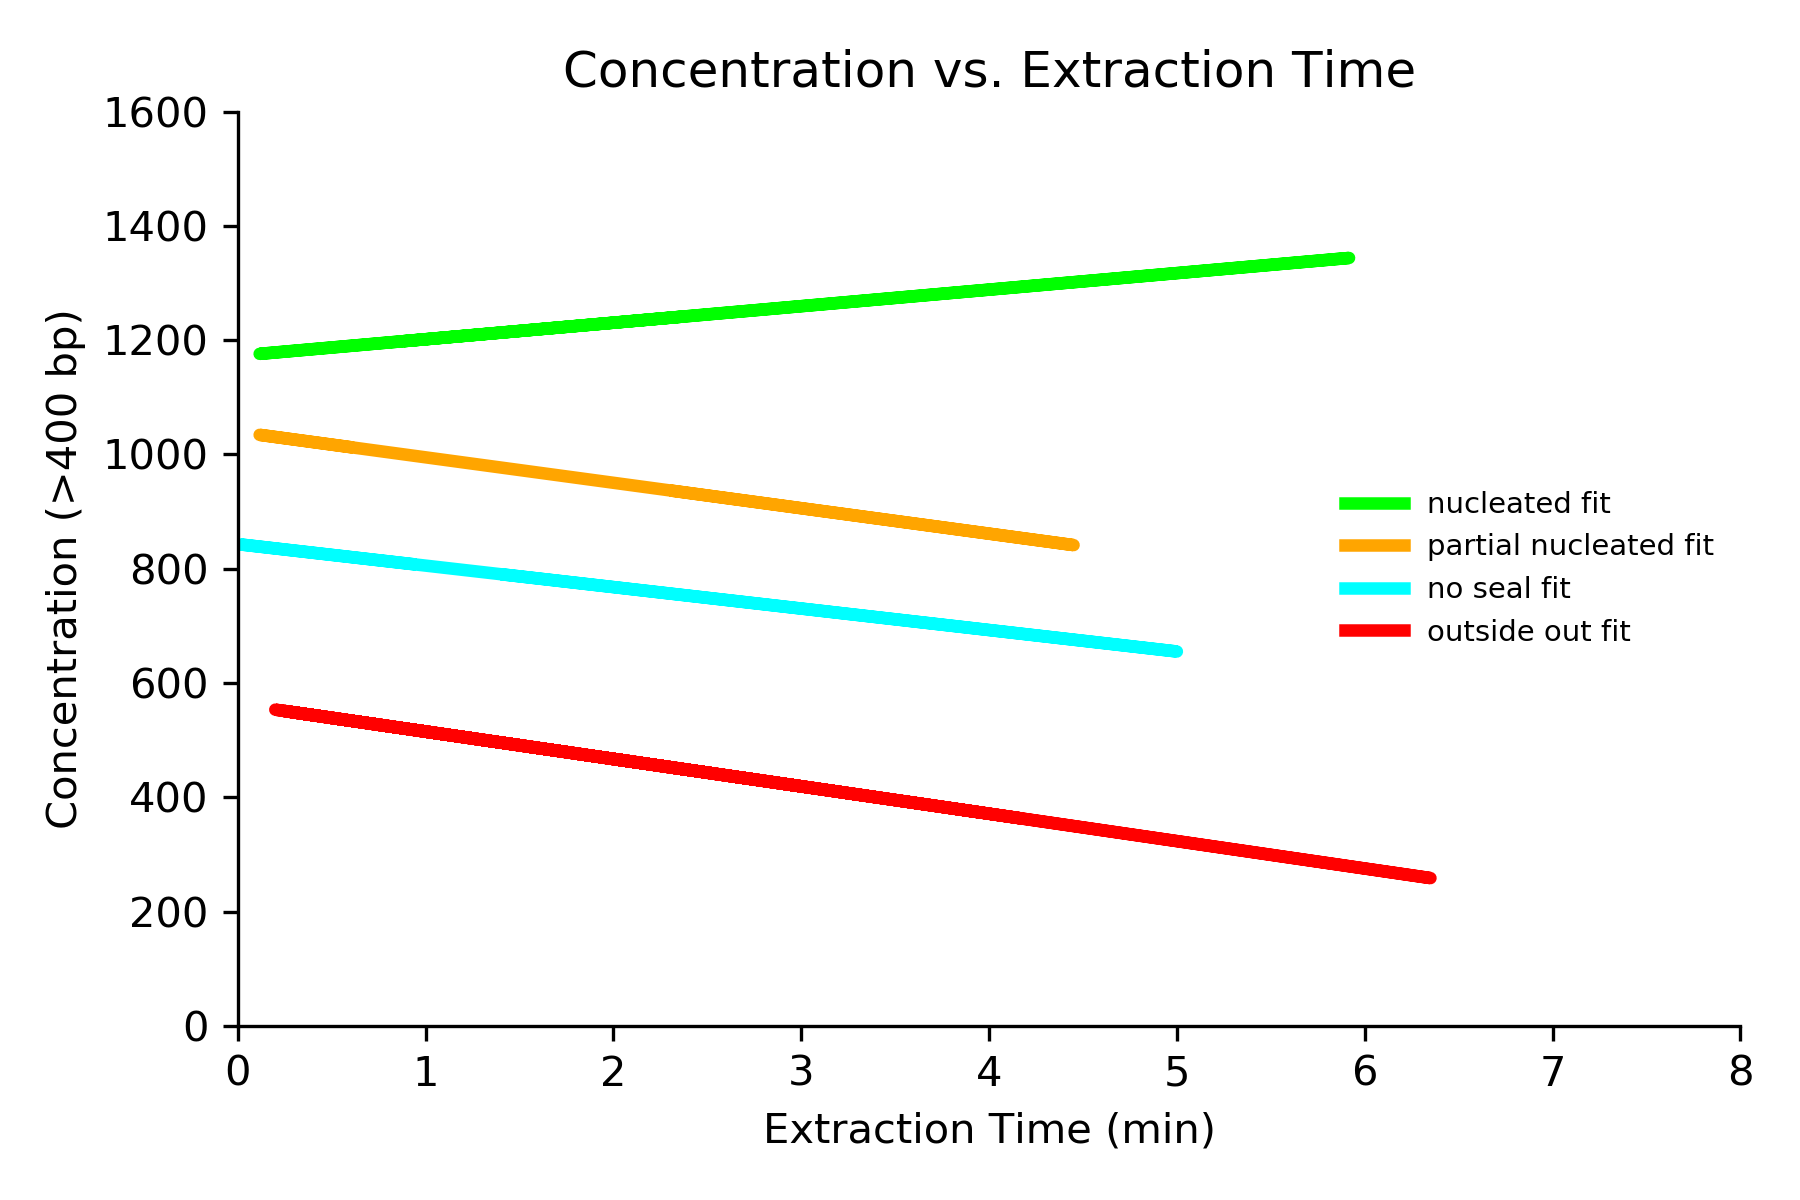 Concentration vs. Extraction Time
1600
1400
1200
1000
800
600
400
200
0
Concentration (>400 bp)
nucleated fit
partial nucleated fit
no seal fit
outside out fit
0 1 2 3 4 5 6 7 8
Extraction Time (min)